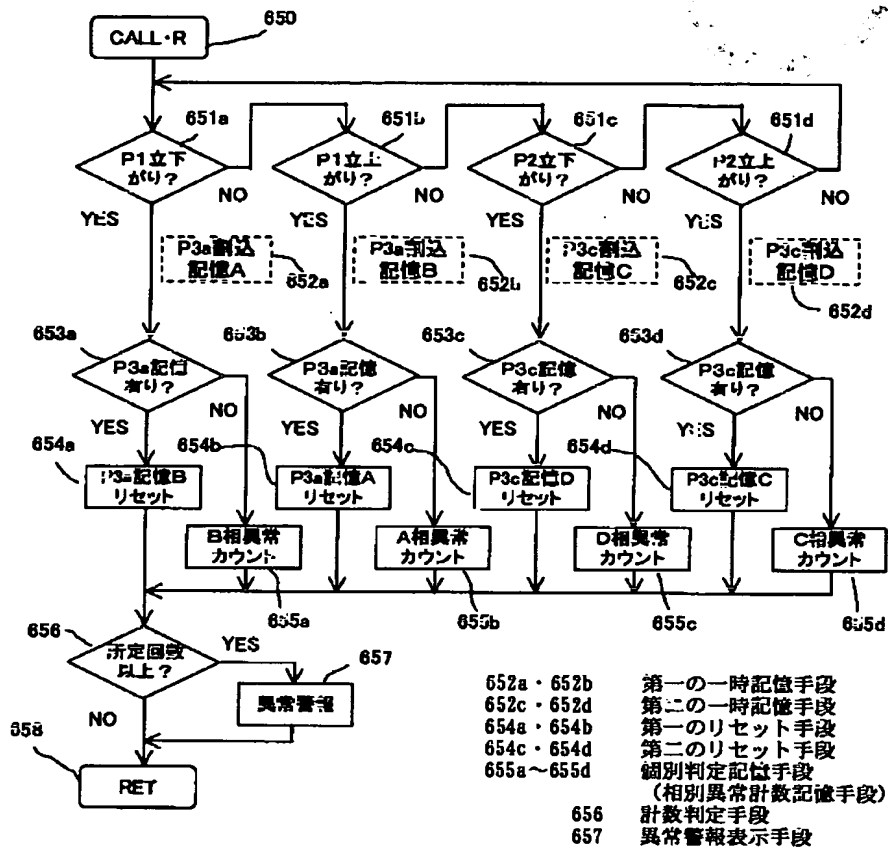 CALL・R
650
651a
651b
651c
651d
P1立下
がり？
P1立上
がり？
P2立下
がり？
P2立上
がり？
NO
NO
NO
NO
YES
YES
YES
YES
P3a割込
記憶A
P3a割込
記憶B
P3c割込
記憶C
P3c割込
記憶D
652a
652b
652c
652d
653a
653b
653c
653d
P3a記憶
有り？
P3a記憶
有り？
P3c記憶
有り？
P3c記憶
有り？
NO
NO
NO
NO
YES
YES
YES
YES
654a
654b
654c
654d
P3a記憶B
リセット
P3a記憶A
リセット
P3c記憶D
リセット
P3c記憶C
リセット
B相異常
カウント
A相異常
カウント
D相異常
カウント
C相異常
カウント
655a
655b
655c
655d
656
所定回数
以上？
YES
657
異常警報
NO
658
RET
652a・652b 第一の一時記憶手段
652c・652d 第二の一時記憶手段
654a・654b 第一のリセット手段
654c・654d 第二のリセット手段
655a～655d 個別判定記憶手段
（相別異常計数記憶手段）
656 計数判定手段
657 異常警報表示手段